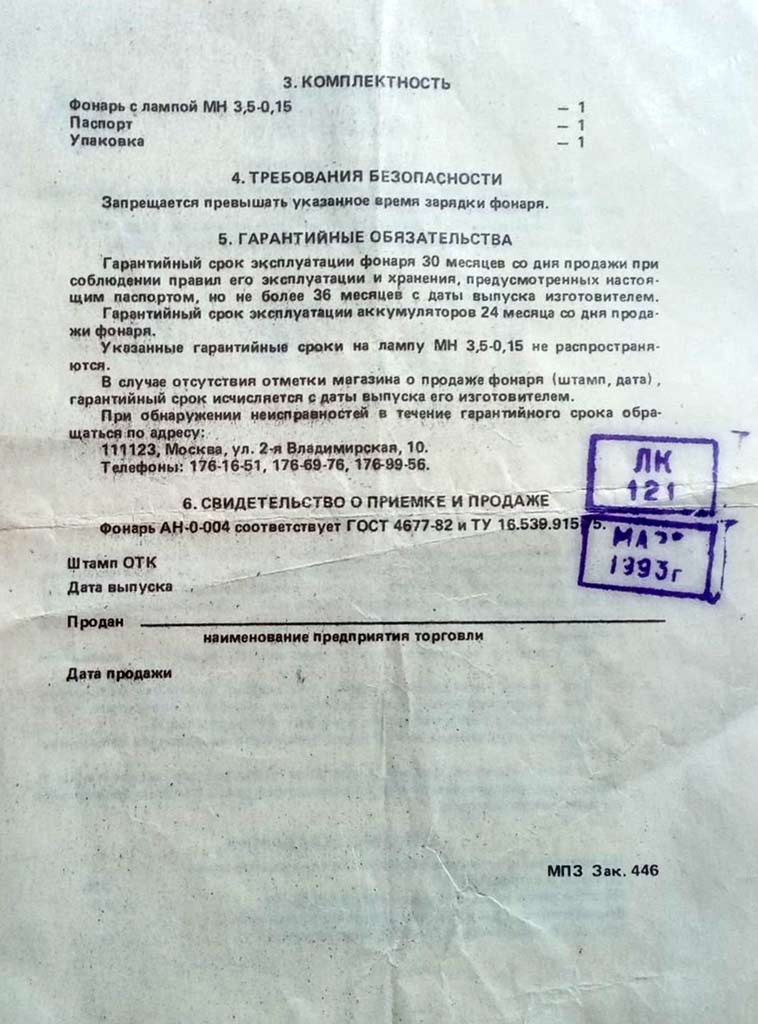 3. КОМПЛЕКТНОСТЬ
Фонарь с лампой МН 3,5-0,15 — 1
Паспорт — 1
Упаковка — 1
4. ТРЕБОВАНИЯ БЕЗОПАСНОСТИ
Запрещается превышать указанное время зарядки фонаря.
5. ГАРАНТИЙНЫЕ ОБЯЗАТЕЛЬСТВА
Гарантийный срок эксплуатации фонаря 30 месяцев со дня продажи при
соблюдении правил его эксплуатации и хранения, предусмотренных настоя-
щим паспортом, но не более 36 месяцев с даты выпуска изготовителем.
Гарантийный срок эксплуатации аккумуляторов 24 месяца со дня прода-
жи фонаря.
Указанные гарантийные сроки на лампу МН 3,5-0,15 не распространя-
ются.
В случае отсутствия отметки магазина о продаже фонаря (штамп, дата),
гарантийный срок исчисляется с даты выпуска его изготовителем.
При обнаружении неисправностей в течение гарантийного срока обра-
щаться по адресу:
111123, Москва, ул. 2-я Владимирская, 10.
Телефоны: 176-16-51, 176-69-76, 176-99-56.
ЛК
121
6. СВИДЕТЕЛЬСТВО О ПРИЕМКЕ И ПРОДАЖЕ
Фонарь АН-0-004 соответствует ГОСТ 4677-82 и ТУ
1993г
Штамп ОТК
Дата выпуска
Продан
наименование предприятия торговли
Дата продажи
МПЗ Зак. 446